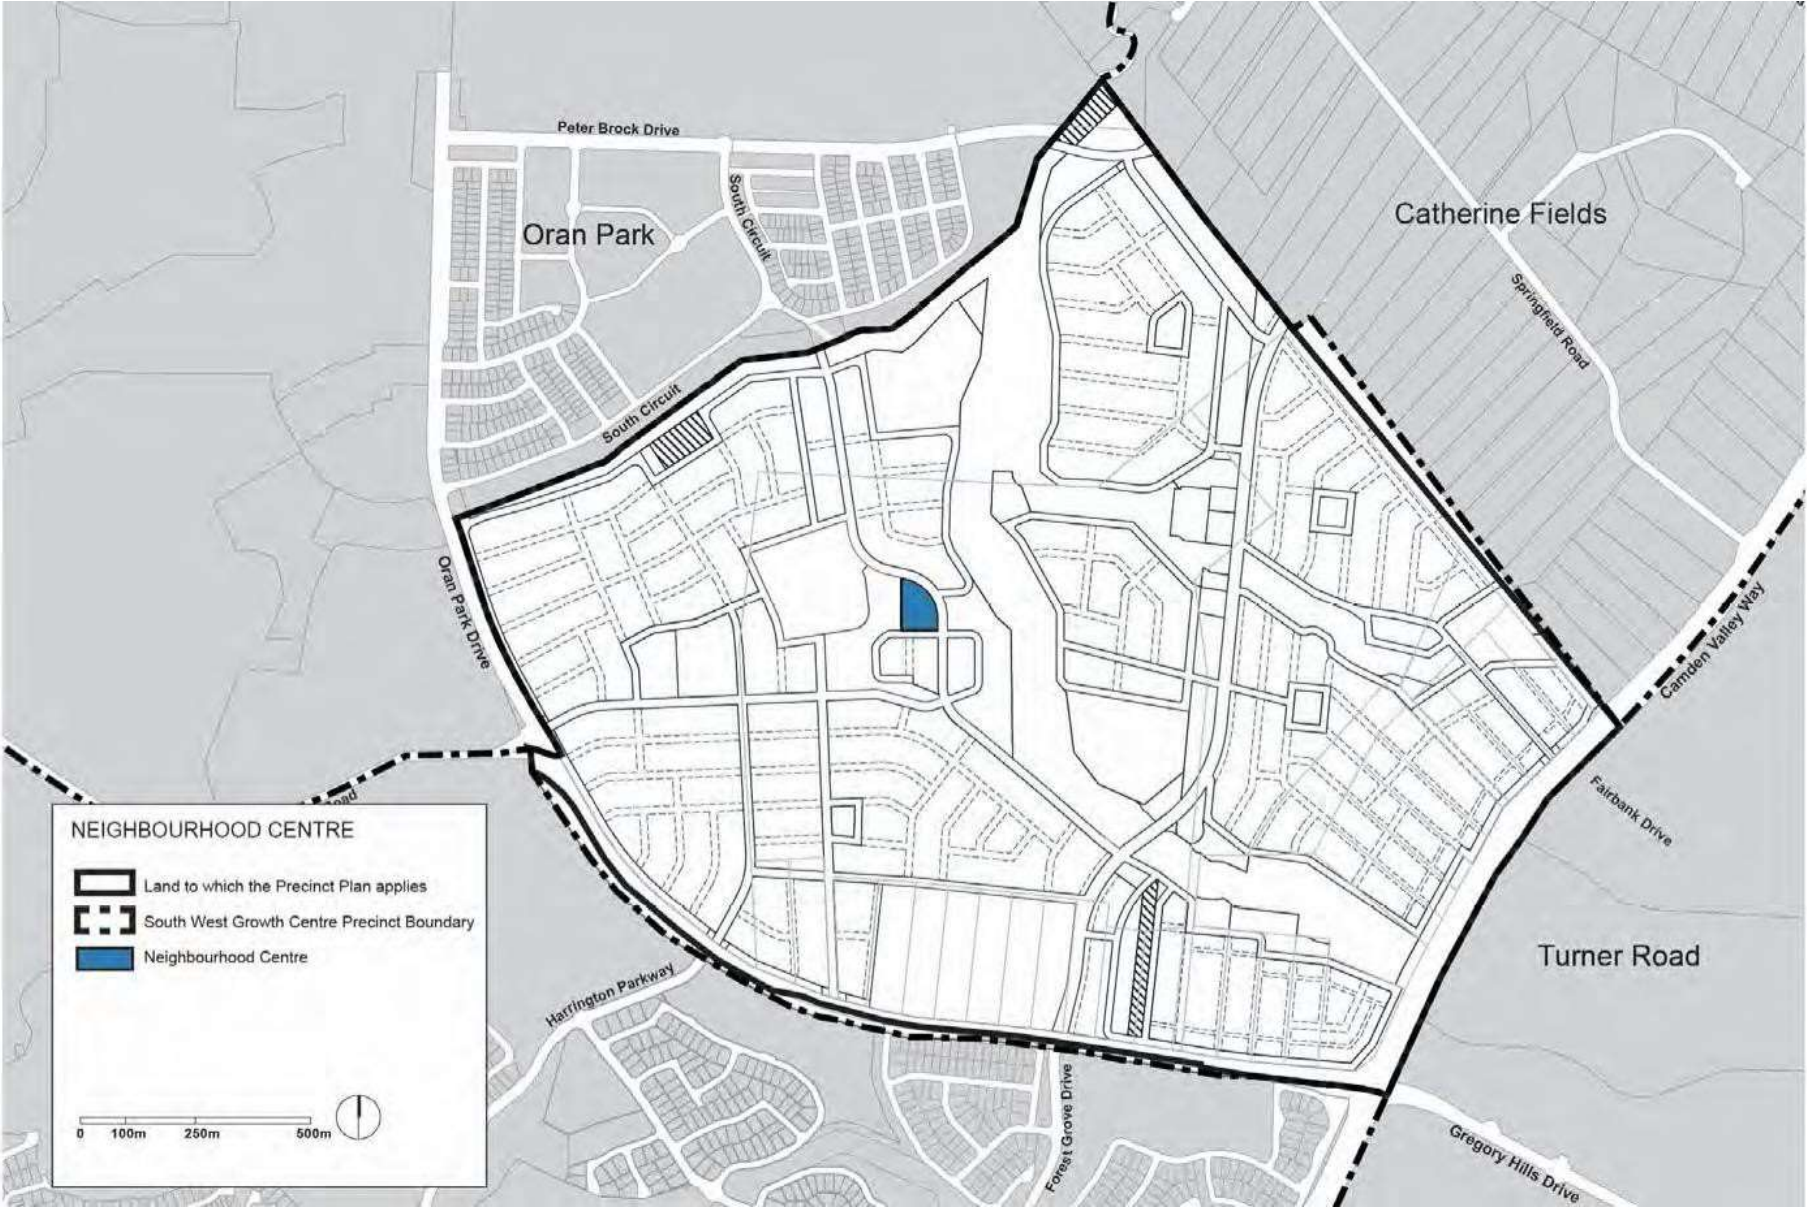 Peter Brock Drive
South Circuit
Oran Park
Catherine Fields
Springfield Road
South Circuit
Oran Park Drive
Camden Valley Way
Fairbank Drive
Turner Road
Harrington Parkway
Forest Grove Drive
Gregory Hills Drive
NEIGHBOURHOOD CENTRE
Land to which the Precinct Plan applies
South West Growth Centre Precinct Boundary
Neighbourhood Centre
0 100m 250m 500m